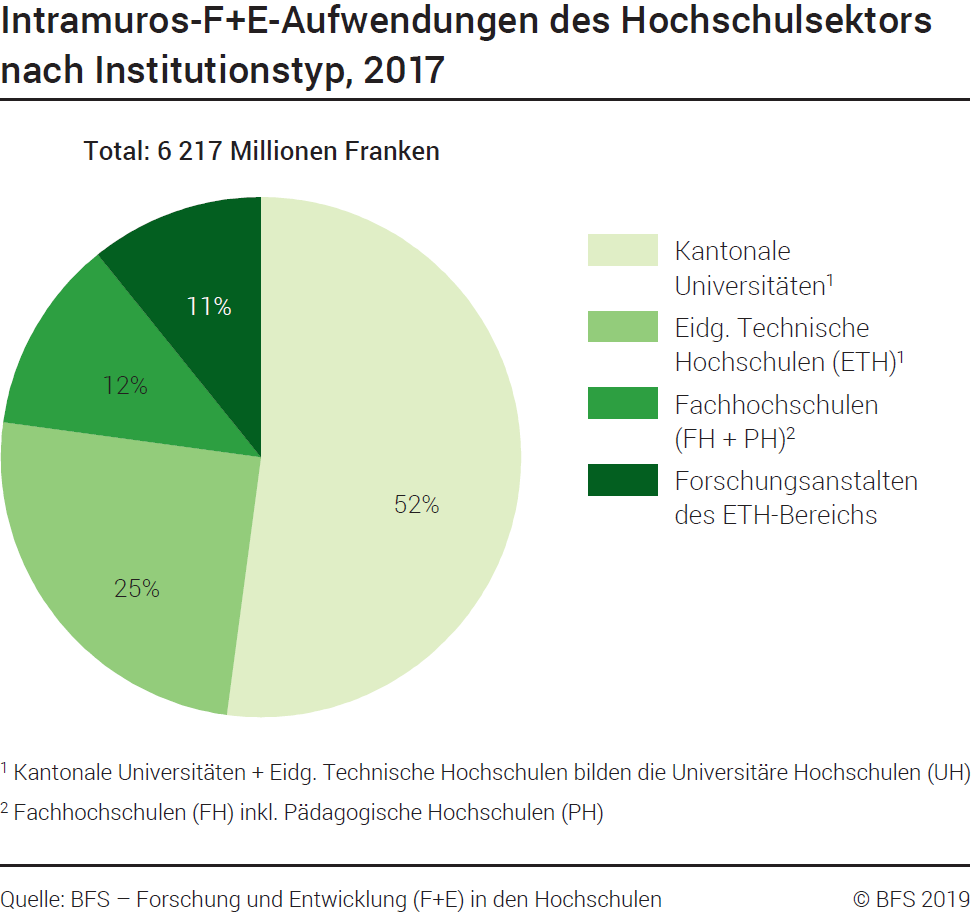 Intramuros-F+E-Aufwendungen des Hochschulsektors
nach Institutionstyp, 2017
Total: 6 217 Millionen Franken
11%
12%
52%
25%
Kantonale
Universitäten¹
Eidg. Technische
Hochschulen (ETH)¹
Fachhochschulen
(FH + PH)²
Forschungsanstalten
des ETH-Bereichs
¹ Kantonale Universitäten + Eidg. Technische Hochschulen bilden die Universitäre Hochschulen (UH)
² Fachhochschulen (FH) inkl. Pädagogische Hochschulen (PH)
Quelle: BFS – Forschung und Entwicklung (F+E) in den Hochschulen
© BFS 2019